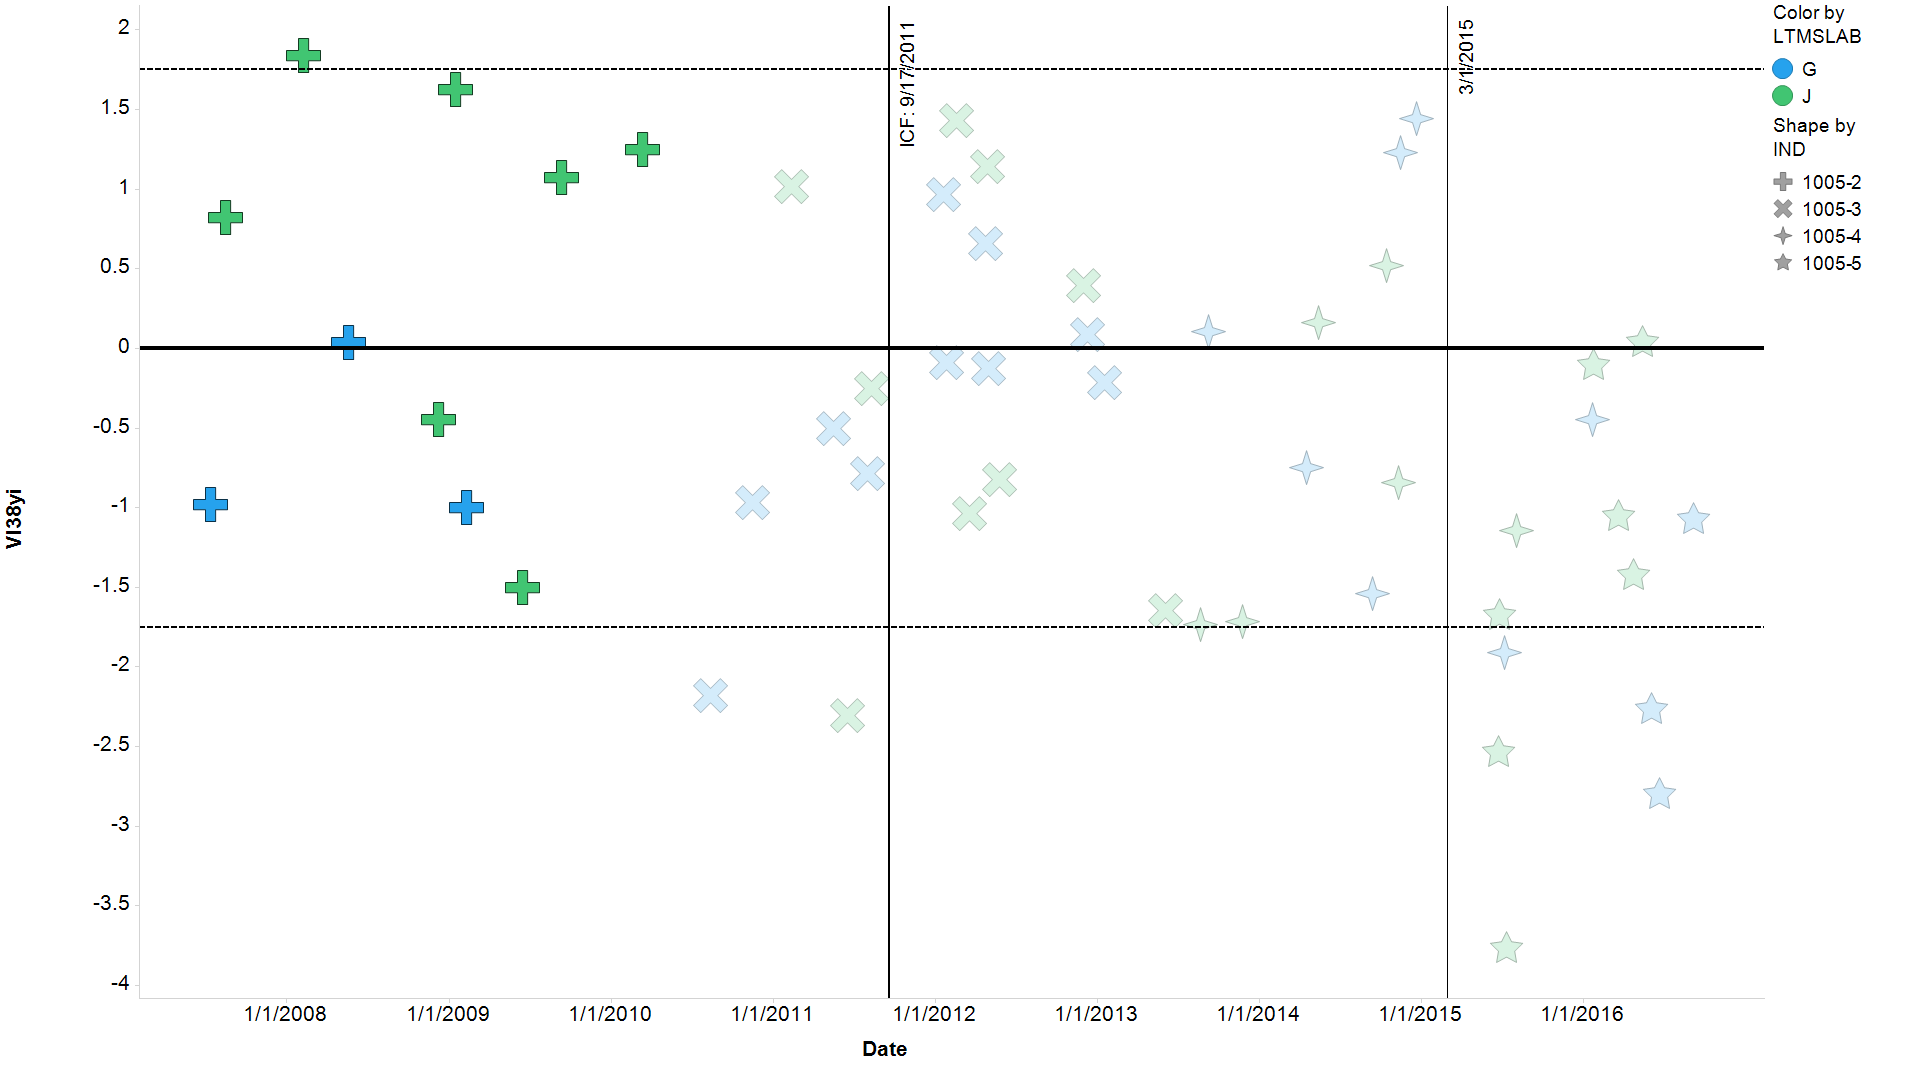 2
1.5
1
0.5
0
-0.5
-1
-1.5
-2
-2.5
-3
-3.5
-4
VI38yi
ICF: 9/17/2011
3/1/2015
1/1/2008 1/1/2009 1/1/2010 1/1/2011 1/1/2012 1/1/2013 1/1/2014 1/1/2015 1/1/2016
Date
Color by
LTMSLAB
G
J
Shape by
IND
1005-2
1005-3
1005-4
1005-5